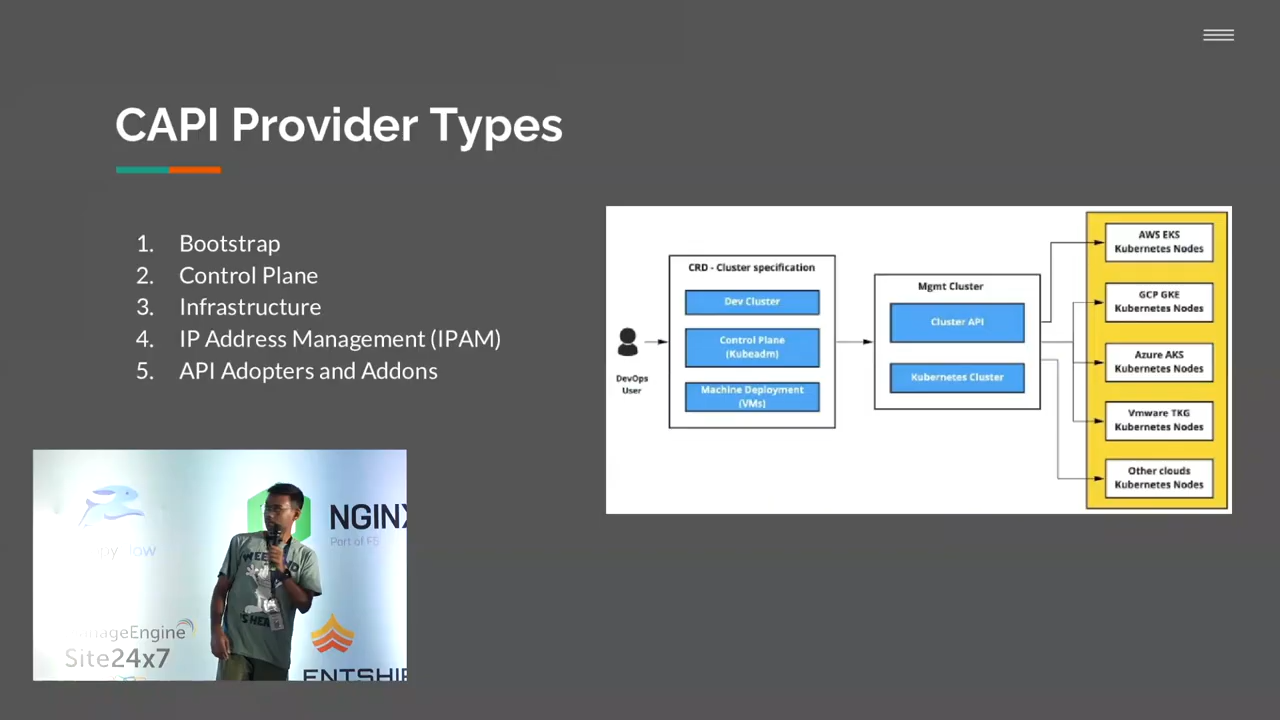 CAPI Provider Types
1. Bootstrap
2. Control Plane
3. Infrastructure
4. IP Address Management (IPAM)
5. API Adopters and Addons
DevOps
User
CRD - Cluster specification
Dev Cluster
Control Plane
(Kubeadm)
Machine Deployment
(VMs)
Mgmt Cluster
Cluster API
Kubernetes Cluster
AWS EKS
Kubernetes Nodes
GCP GKE
Kubernetes Nodes
Azure AKS
Kubernetes Nodes
Vmware TKG
Kubernetes Nodes
Other clouds
Kubernetes Nodes
NGINX
Part of F5
Site24x7